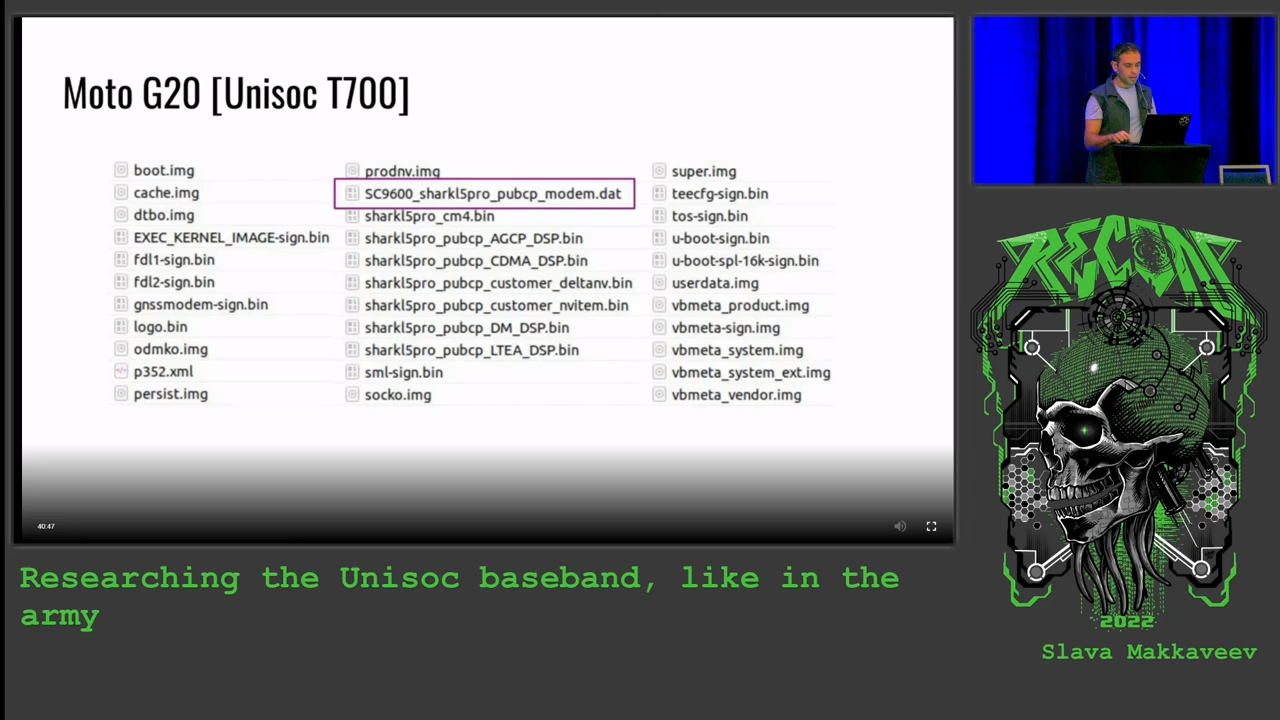 Moto G20 [Unisoc T700]
boot.img
cache.img
dtbo.img
EXEC_KERNEL_IMAGE-sign.bin
fdl1-sign.bin
fdl2-sign.bin
gnssmodem-sign.bin
logo.bin
odmko.img
p352.xml
persist.img
prodnv.img
SC9600_sharkl5pro_pubcp_modem.dat
sharkl5pro_cm4.bin
sharkl5pro_pubcp_AGCP_DSP.bin
sharkl5pro_pubcp_CDMA_DSP.bin
sharkl5pro_pubcp_customer_deltanv.bin
sharkl5pro_pubcp_customer_nvitem.bin
sharkl5pro_pubcp_DM_DSP.bin
sharkl5pro_pubcp_LTEA_DSP.bin
sml-sign.bin
socko.img
super.img
teecfg-sign.bin
tos-sign.bin
u-boot-sign.bin
u-boot-spl-16k-sign.bin
userdata.img
vbmeta_product.img
vbmeta-sign.img
vbmeta_system.img
vbmeta_system_ext.img
vbmeta_vendor.img
40:47
Researching the Unisoc baseband, like in the
army
RECON
2022
Slava Makkaveev